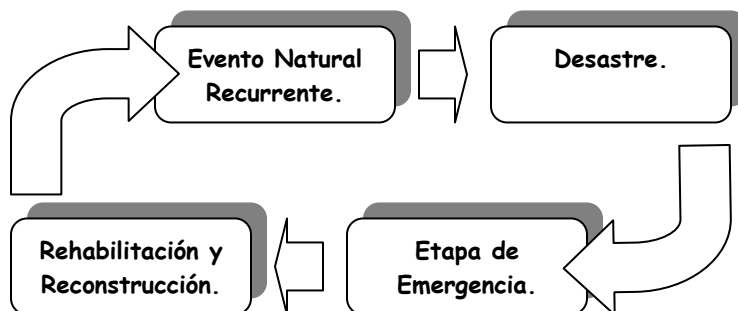 Evento Natural
Recurrente.
Desastre.
Etapa de
Emergencia.
Rehabilitación y
Reconstrucción.